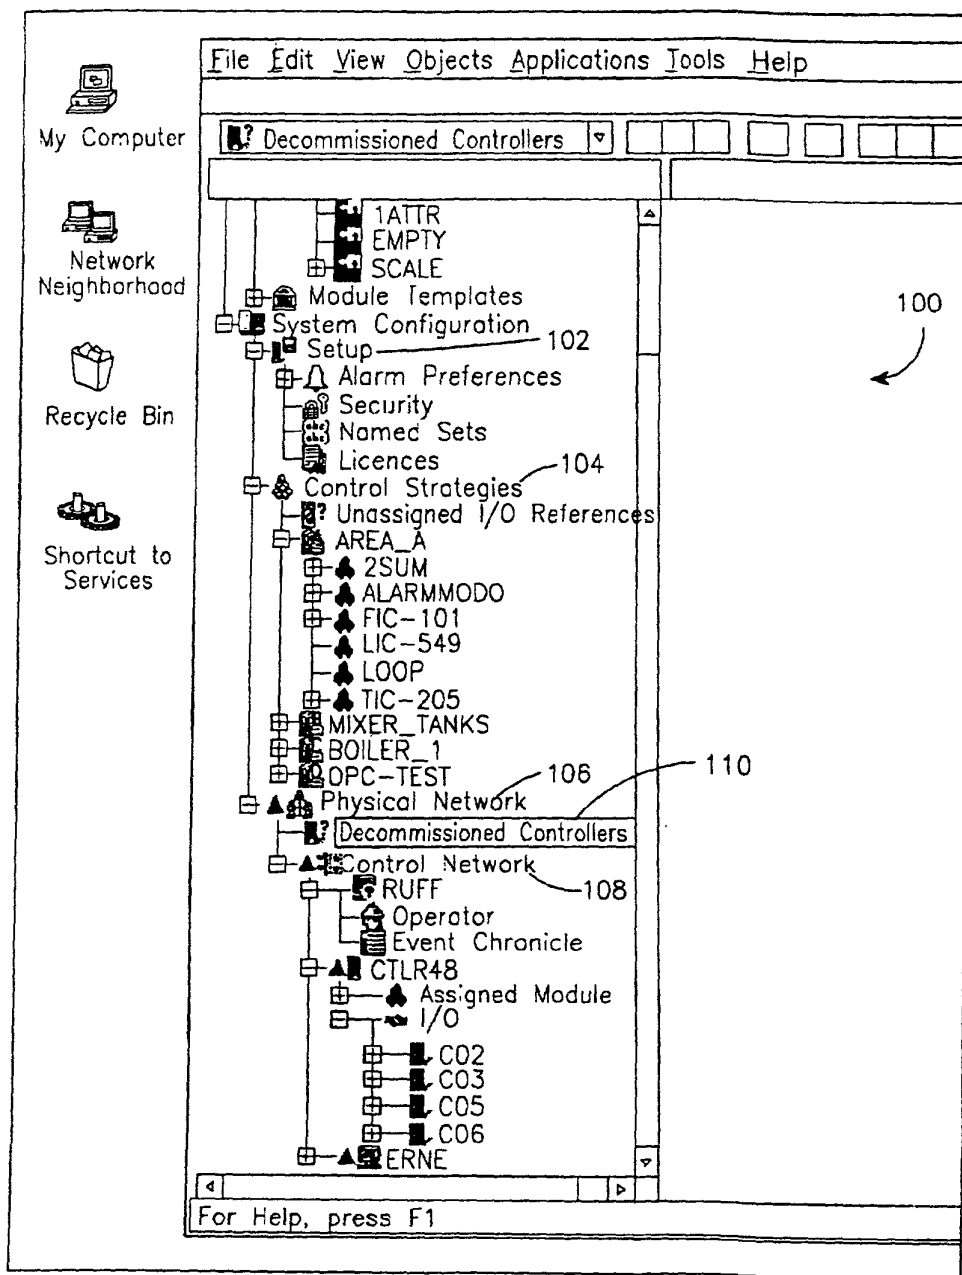 File Edit View Objects Applications Tools Help
My Computer
? Decommissioned Controllers
Network
Neighborhood
Recycle Bin
Shortcut to
Services
1ATTR
EMPTY
SCALE
Module Templates
100
System Configuration
Setup 102
Alarm Preferences
Security
Named Sets
Licences
Control Strategies 104
? Unassigned I/O References
AREA_A
2SUM
ALARMMODO
FIC-101
LIC-549
LOOP
TIC-205
MIXER_TANKS
BOILER_1
OPC-TEST
106
110
Physical Network
? Decommissioned Controllers
Control Network 108
RUFF
Operator
Event Chronicle
CTLR48
Assigned Module
I/O
C02
C03
C05
C06
ERNE
For Help, press F1